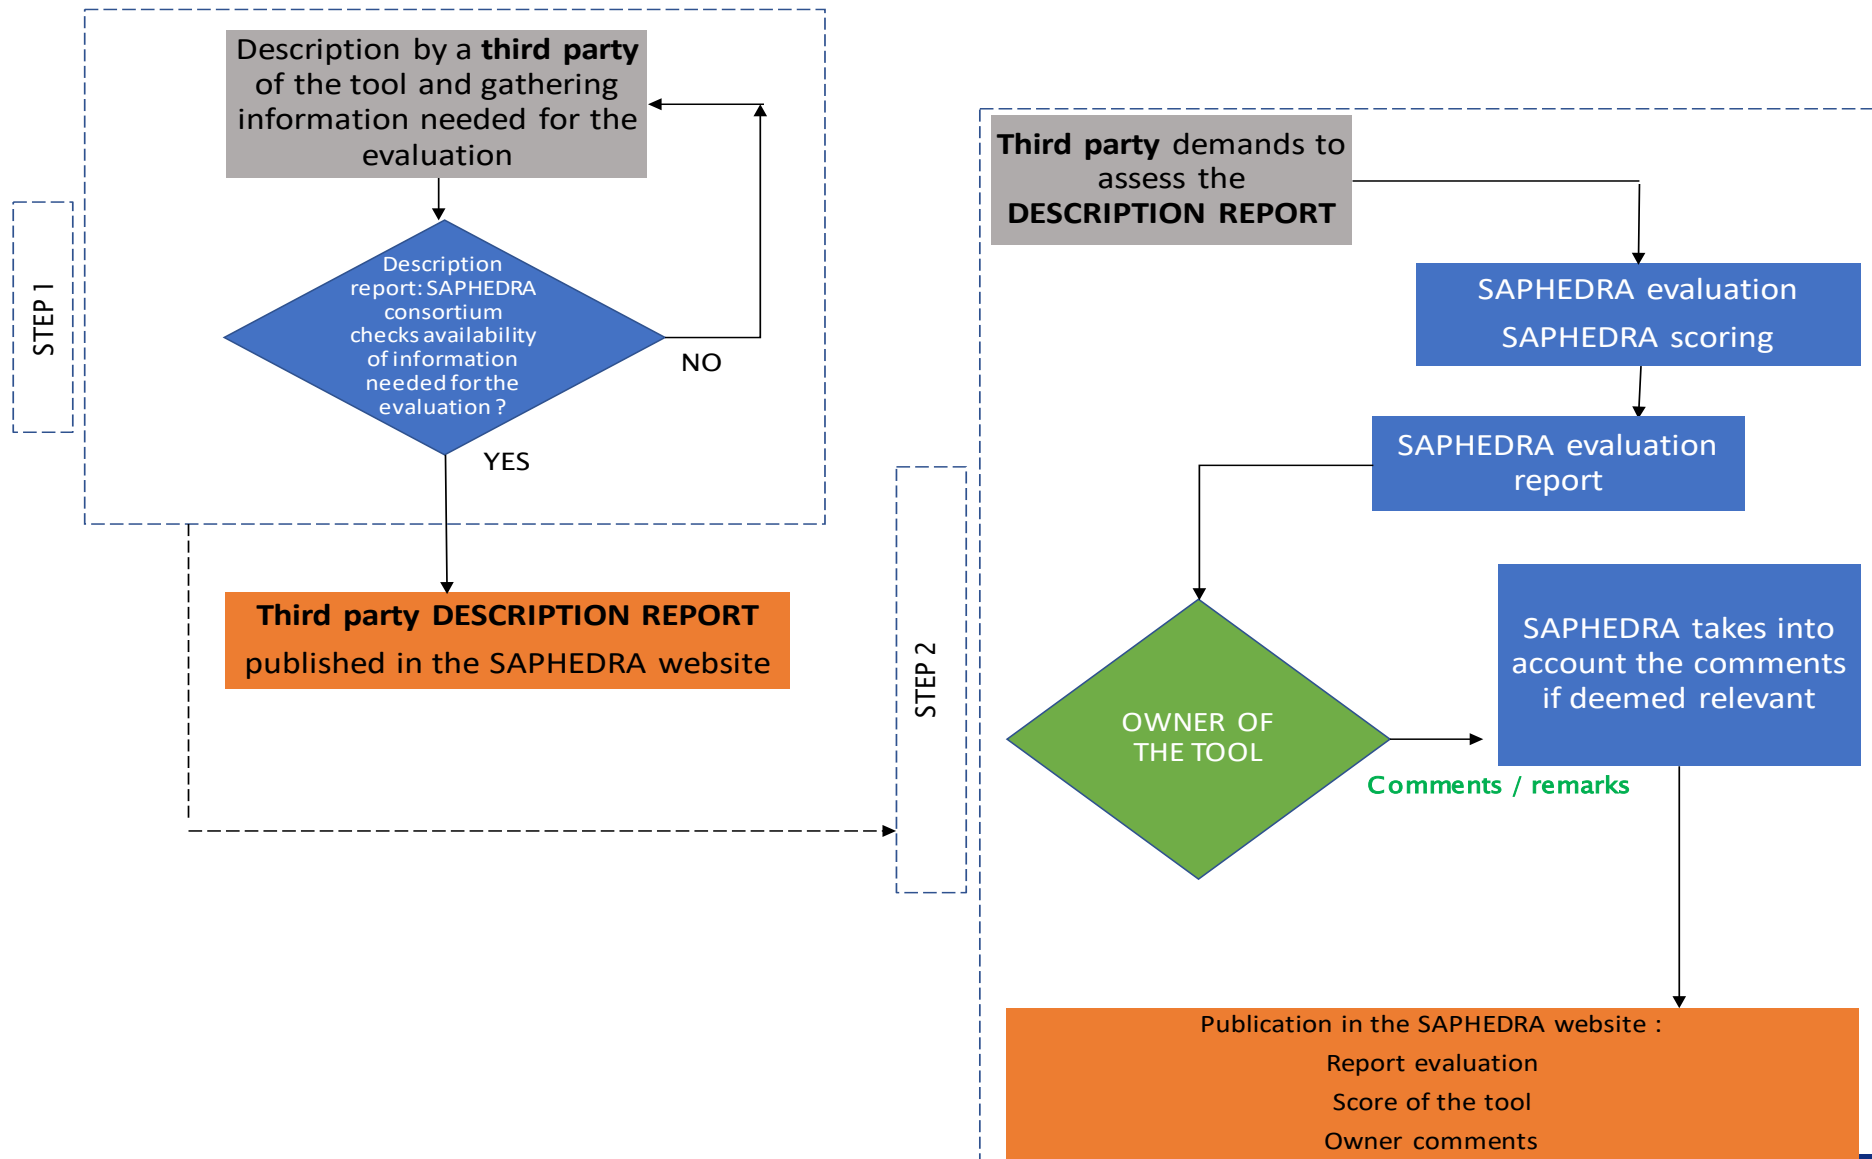 Description by a third party
of the tool and gathering
information needed for the
evaluation
STEP 1
Description
report: SAPHEDRA
consortium
checks availability
of information
needed for the
evaluation ?
NO
YES
Third party DESCRIPTION REPORT
published in the SAPHEDRA website
STEP 2
Third party demands to
assess the
DESCRIPTION REPORT
SAPHEDRA evaluation
SAPHEDRA scoring
SAPHEDRA evaluation
report
OWNER OF
THE TOOL
Comments / remarks
SAPHEDRA takes into
account the comments
if deemed relevant
Publication in the SAPHEDRA website :
Report evaluation
Score of the tool
Owner comments